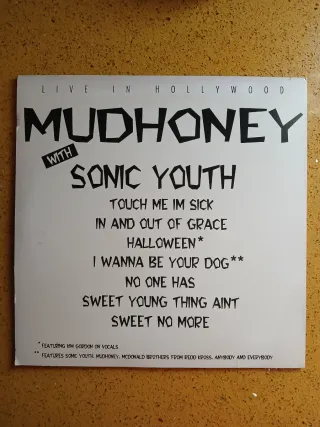 LIVE IN HOLLYWOOD
MUDHONEY
WITH
SONIC YOUTH
TOUCH ME IM SICK
IN AND OUT OF GRACE
HALLOWEEN*
I WANNA BE YOUR DOG**
NO ONE HAS
SWEET YOUNG THING AINT
SWEET NO MORE
* FEATURING KIM GORDON ON VOCALS
** FEATURES SONIC YOUTH, MUDHONEY, MCDONALD BROTHERS FROM REDD KROSS, ANYBODY AND EVERYBODY